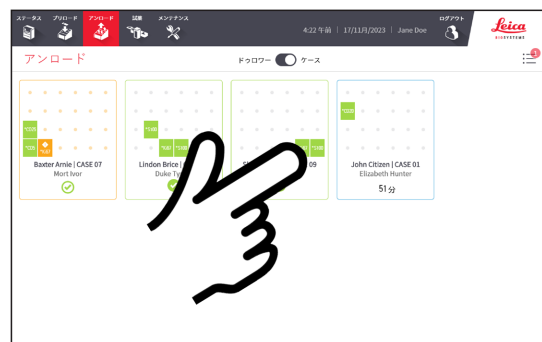 ステータス プリロード アンロード 試薬 メンテナンス
4:22 午前 | 17/11月/2023 | Jane Doe
ログアウト
Leica
BIOSYSTEMS
アンロード
ドゥロワー ケース
1
Baxter Arnie | CASE 07
Mort Ivor
Lindon Brice |
Duke Ty
09
John Citizen | CASE 01
Elizabeth Hunter
51 分